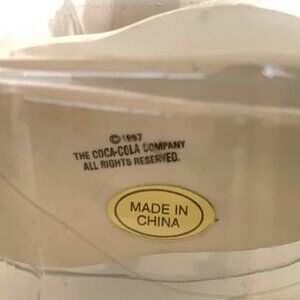 © 1997
THE COCA-COLA COMPANY
ALL RIGHTS RESERVED.
MADE IN
CHINA